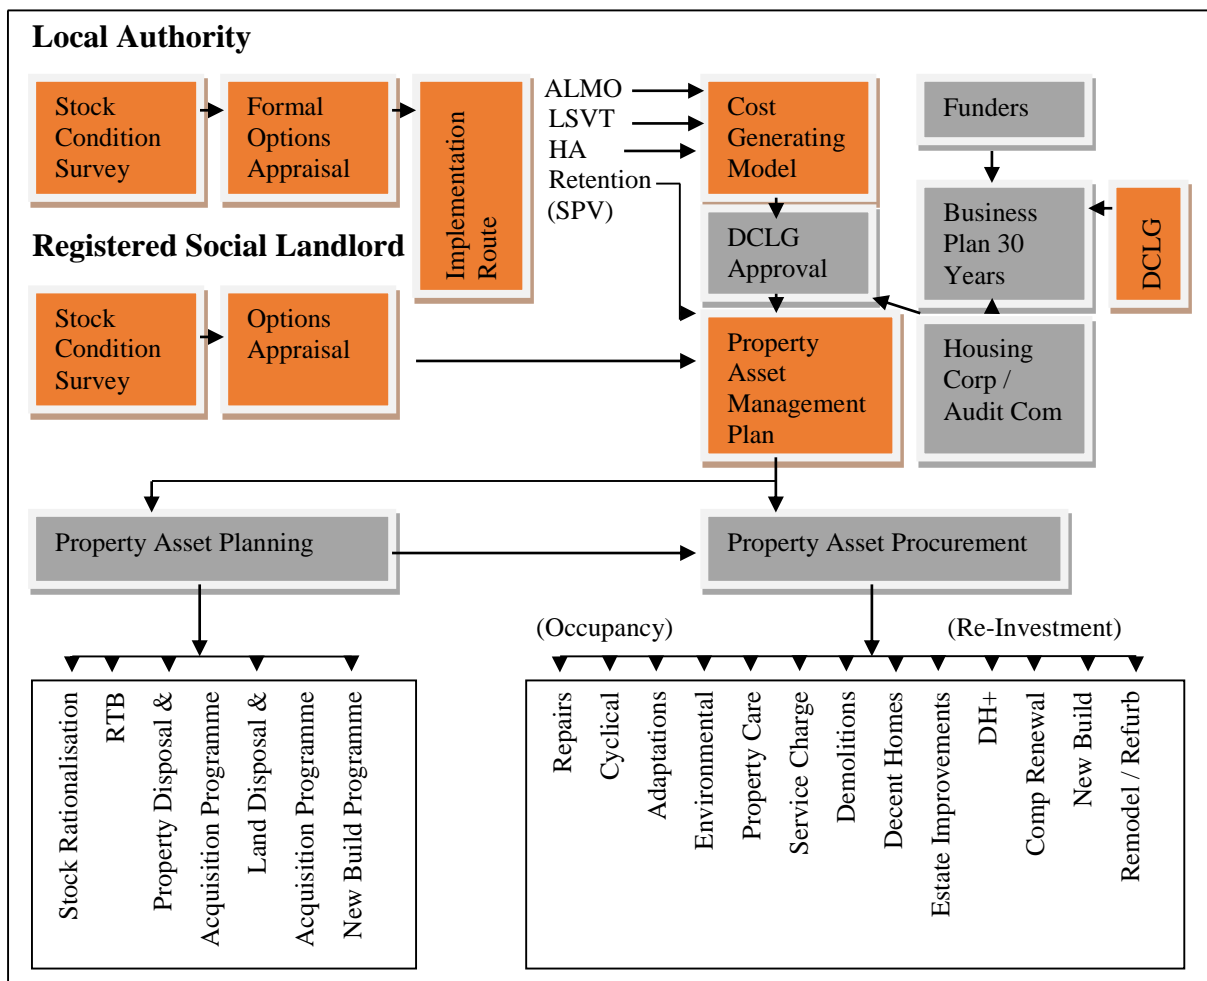 Local Authority
Stock
Condition
Survey
Formal
Options
Appraisal
Implementation
Route
ALMO
LSVT
HA
Retention
(SPV)
Cost
Generating
Model
Funders
DCLG
Approval
Business
Plan 30
Years
DCLG
Registered Social Landlord
Stock
Condition
Survey
Options
Appraisal
Property
Asset
Management
Plan
Housing
Corp /
Audit Com
Property Asset Planning
Property Asset Procurement
(Occupancy)
(Re-Investment)
Stock Rationalisation
RTB
Property Disposal &
Acquisition Programme
Land Disposal &
Acquisition Programme
New Build Programme
Repairs
Cyclical
Adaptations
Environmental
Property Care
Service Charge
Demolitions
Decent Homes
Estate Improvements
DH+
Comp Renewal
New Build
Remodel / Refurb